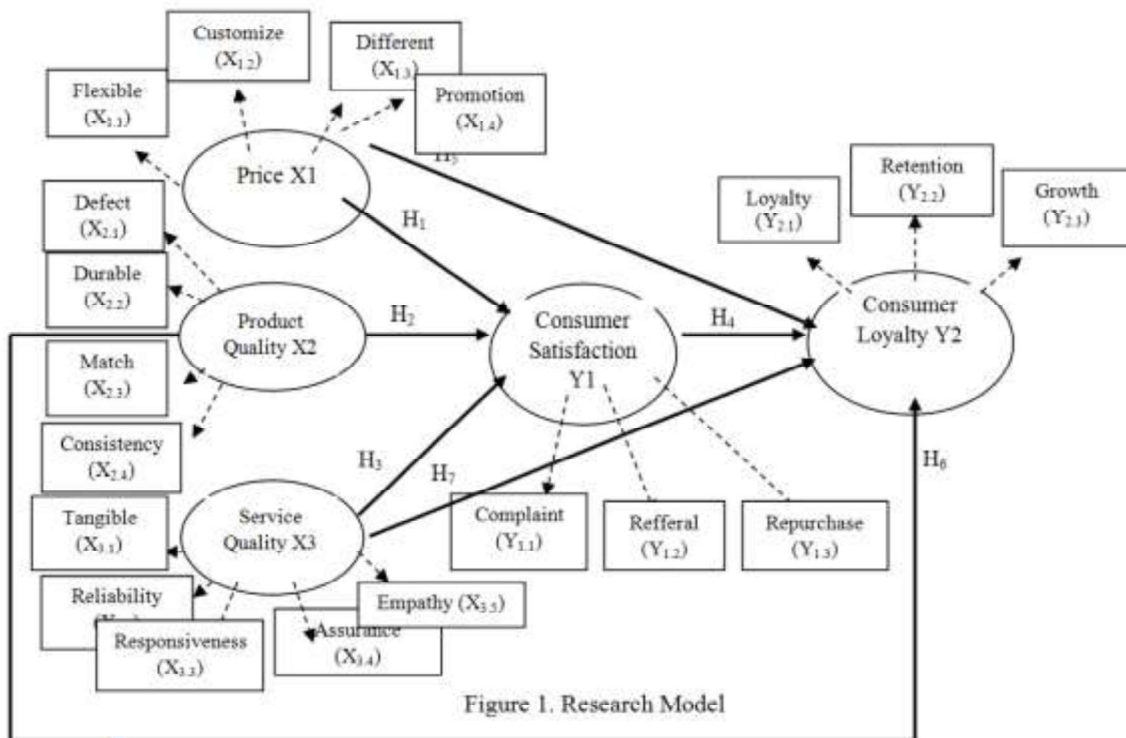 Customize
(X1.2)
Different
(X1.3)
Flexible
(X1.1)
Promotion
(X1.4)
Price X1
H5
Defect
(X2.1)
Durable
(X2.2)
Product
Quality X2
Match
(X2.3)
Consistency
(X2.4)
H1
H2
H3
Consumer
Satisfaction
Y1
H4
H7
Loyalty
(Y2.1)
Retention
(Y2.2)
Growth
(Y2.3)
Consumer
Loyalty Y2
H6
Tangible
(X3.1)
Service
Quality X3
Reliability
Responsiveness
(X3.3)
Assurance
(X3.4)
Empathy (X3.5)
Complaint
(Y1.1)
Refferal
(Y1.2)
Repurchase
(Y1.3)
Figure 1. Research Model